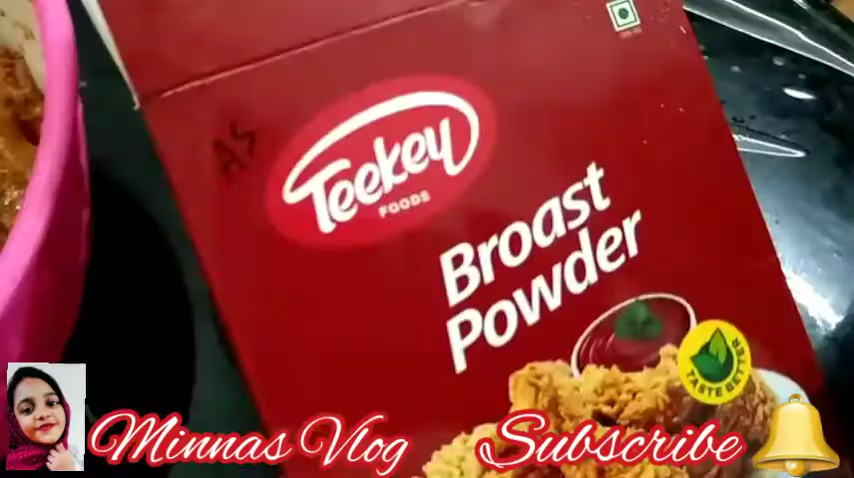 Teekey
FOODS
Broast
Powder
TASTE BETTER
Minnas Vlog
Subscribe